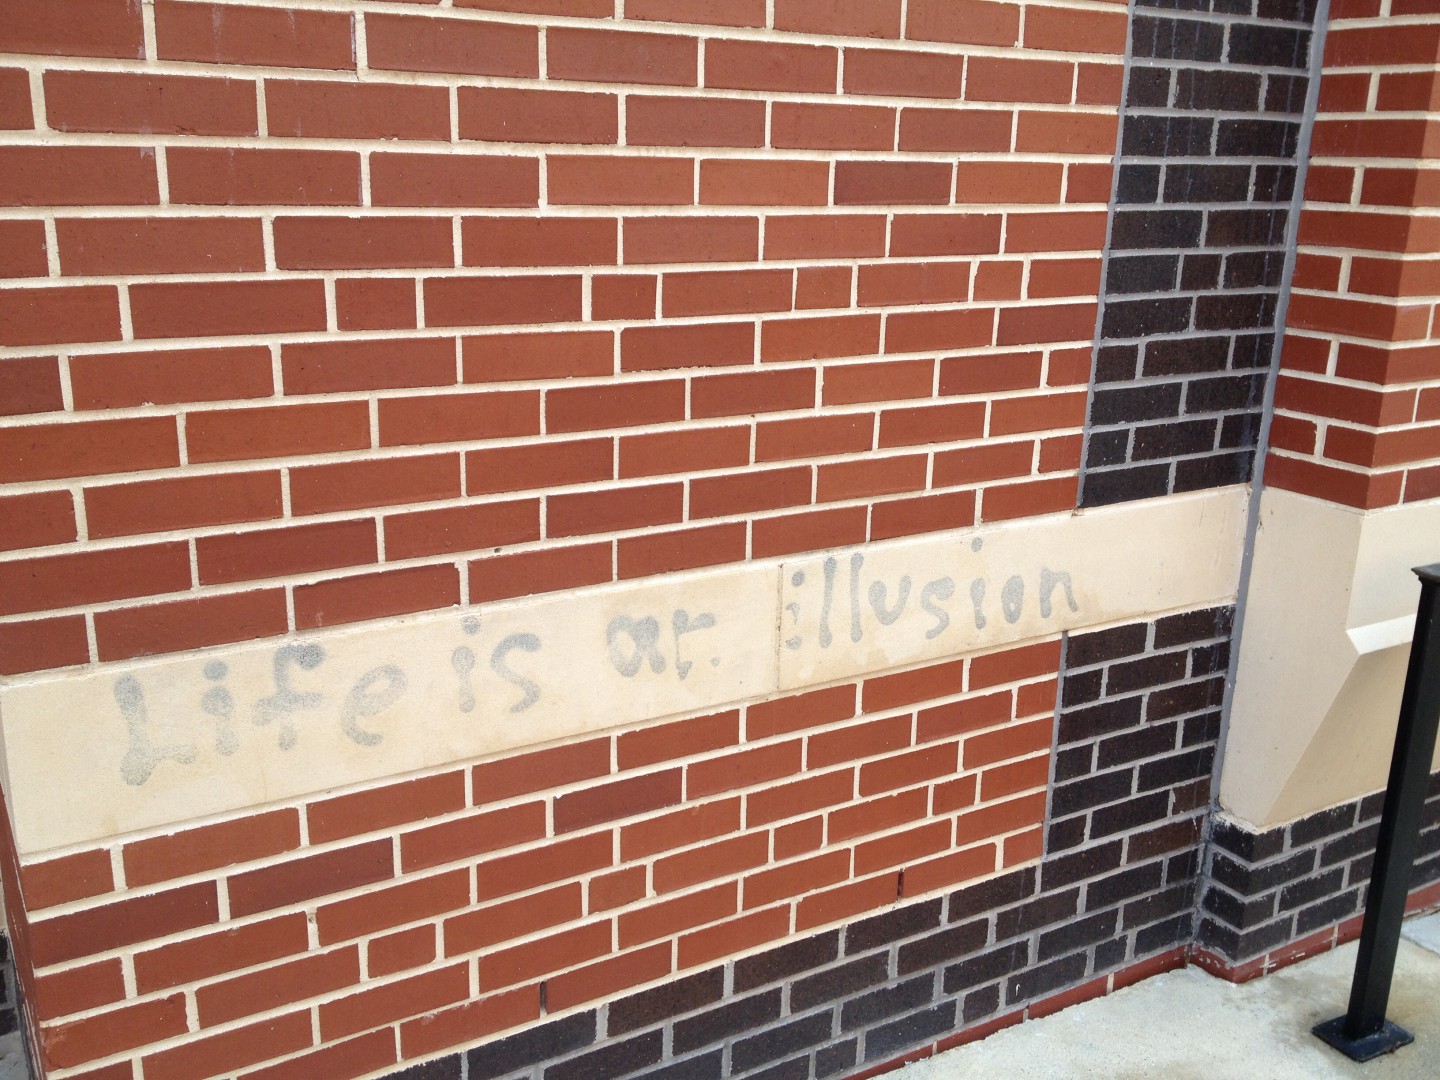 Life is an illusion